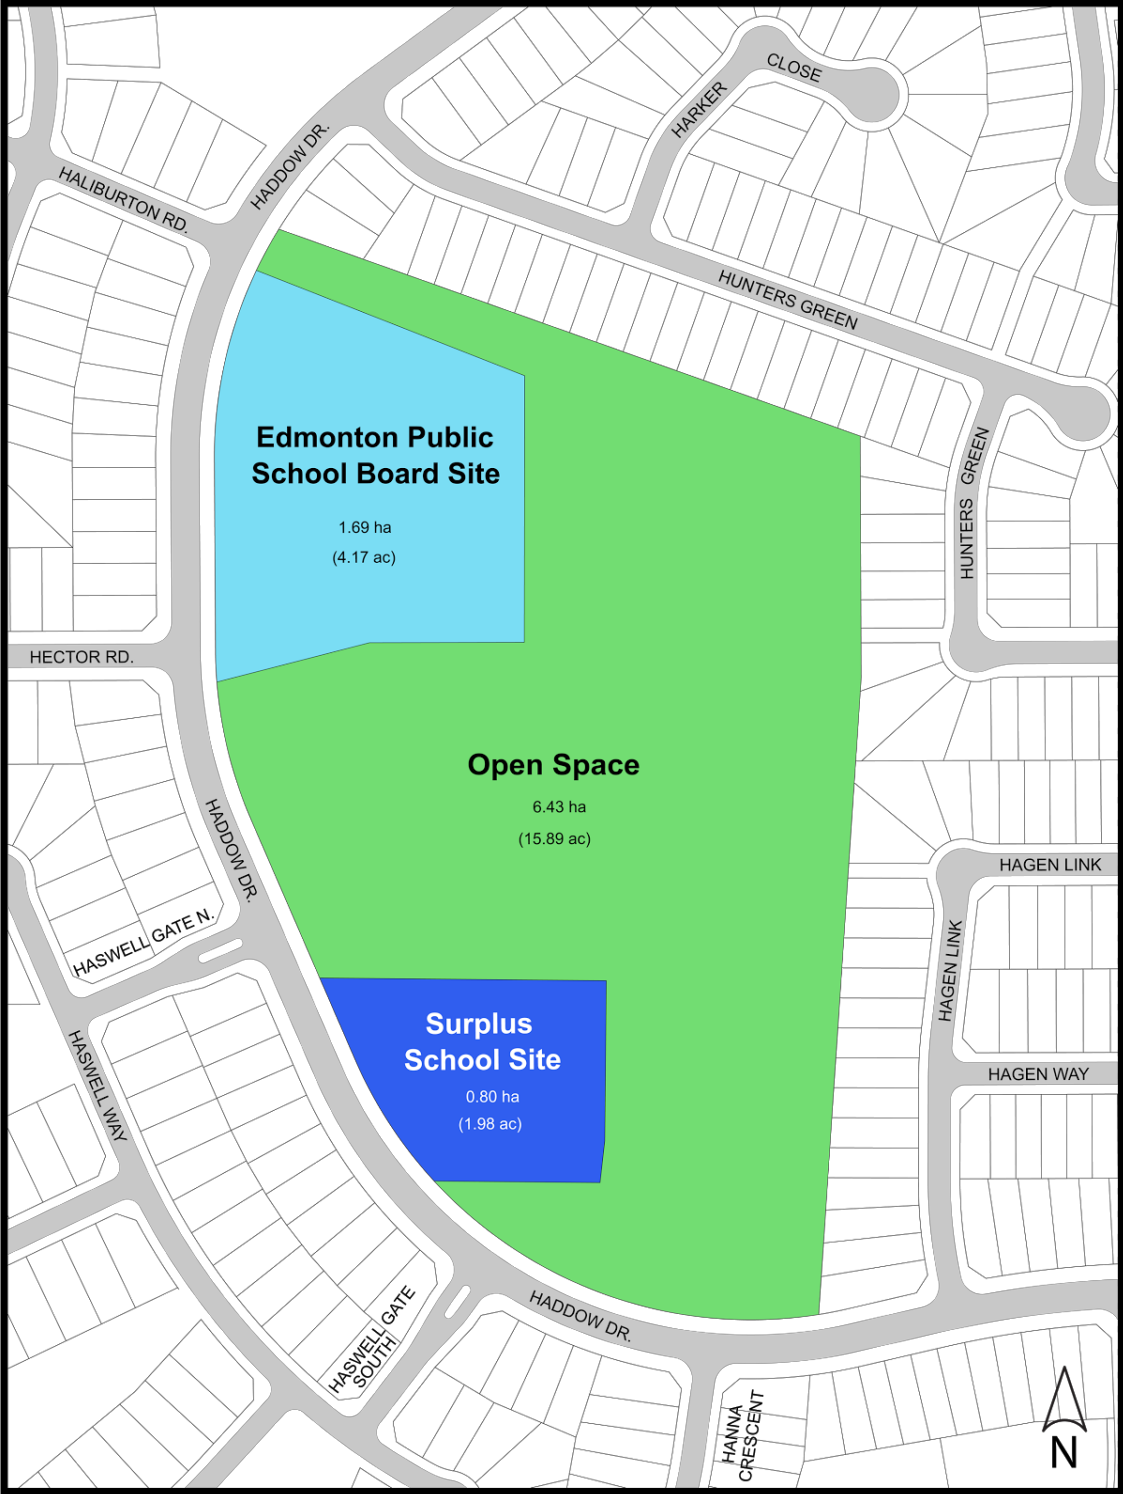 CLOSE
HARKER
HADDOW DR.
HALIBURTON RD.
HUNTERS GREEN
Edmonton Public
School Board Site
1.69 ha
(4.17 ac)
HUNTERS GREEN
HECTOR RD.
Open Space
6.43 ha
(15.89 ac)
HADDOW DR.
HAGEN LINK
HASWELL GATE N.
HAGEN LINK
Surplus
School Site
0.80 ha
(1.98 ac)
HASWELL WAY
HAGEN WAY
HADDOW DR.
HASWELL GATE
SOUTH
HANNA
CRESCENT
N